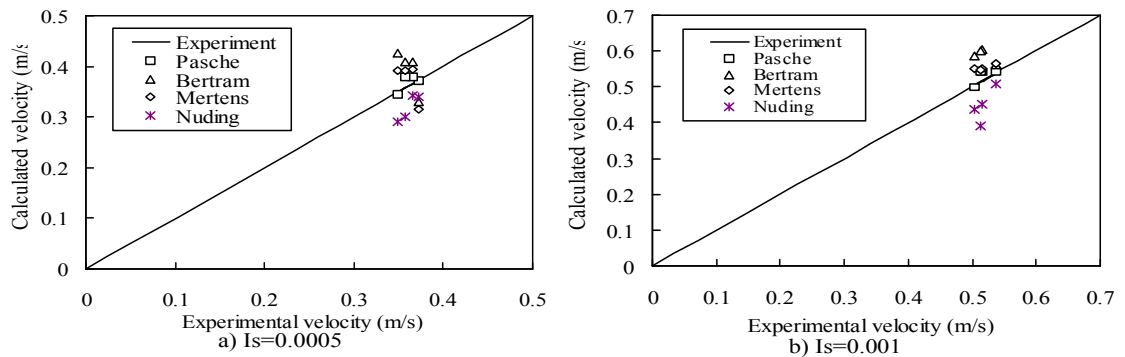 0.5
0.4
0.3
0.2
0.1
0
Calculated velocity (m/s
Experiment
Pasche
Bertram
Mertens
Nuding
0 0.1 0.2 0.3 0.4 0.5
Experimental velocity (m/s)
a) Is=0.0005
0.7
0.6
0.5
0.4
0.3
0.2
0.1
0
Calculated velocity (m/s
Experiment
Pasche
Bertram
Mertens
Nuding
0 0.1 0.2 0.3 0.4 0.5 0.6 0.7
Experimental velocity (m/s)
b) Is=0.001